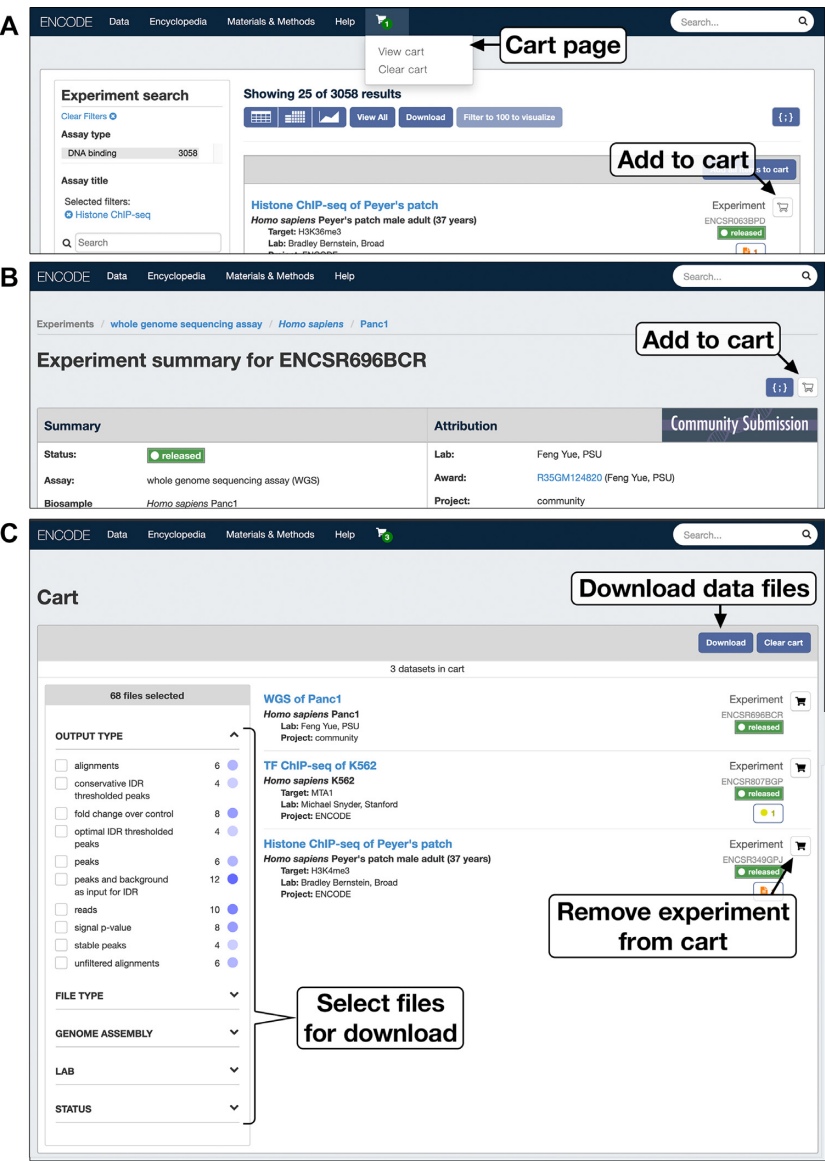 A
ENCODE Data Encyclopedia Materials & Methods Help 1 Search...
View cart
Clear cart
Cart page
Experiment search
Clear Filters
Assay type
DNA binding 3058
Assay title
Selected filters:
Histone ChIP-seq
Search
Showing 25 of 3058 results
View All Download Filter to 100 to visualize {;}
Add to cart
to cart
Histone ChIP-seq of Peyer's patch
Homo sapiens Peyer's patch male adult (37 years)
Target: H3K36me3
Lab: Bradley Bernstein, Broad
Project: ENCODE
Experiment
ENCSR063BPD
released
1
B
ENCODE Data Encyclopedia Materials & Methods Help Search...
Experiments / whole genome sequencing assay / Homo sapiens / Panc1
Add to cart
Experiment summary for ENCSR696BCR
{;}
Summary
Status: released
Assay: whole genome sequencing assay (WGS)
Biosample Homo sapiens Panc1
Attribution
Community Submission
Lab: Feng Yue, PSU
Award: R35GM124820 (Feng Yue, PSU)
Project: community
C
ENCODE Data Encyclopedia Materials & Methods Help 3 Search...
Cart
Download data files
Download Clear cart
3 datasets in cart
68 files selected
OUTPUT TYPE
alignments 6
conservative IDR 4
thresholded peaks
fold change over control 8
optimal IDR thresholded 4
peaks
peaks 6
peaks and background 12
as input for IDR
reads 10
signal p-value 8
stable peaks 4
unfiltered alignments 6
FILE TYPE
GENOME ASSEMBLY
LAB
STATUS
Select files
for download
WGS of Panc1
Homo sapiens Panc1
Lab: Feng Yue, PSU
Project: community
Experiment
ENCSR696BCR
released
TF ChIP-seq of K562
Homo sapiens K562
Target: MTA1
Lab: Michael Snyder, Stanford
Project: ENCODE
Experiment
ENCSR807BGP
released
1
Histone ChIP-seq of Peyer's patch
Homo sapiens Peyer's patch male adult (37 years)
Target: H3K4me3
Lab: Bradley Bernstein, Broad
Project: ENCODE
Experiment
ENCSR349GPJ
released
Remove experiment
from cart